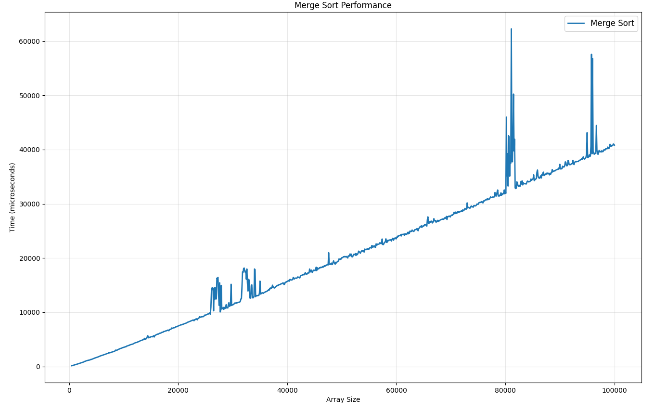 Merge Sort Performance
Merge Sort
60000
50000
40000
30000
20000
10000
0
Time (microseconds)
0 20000 40000 60000 80000 100000
Array Size